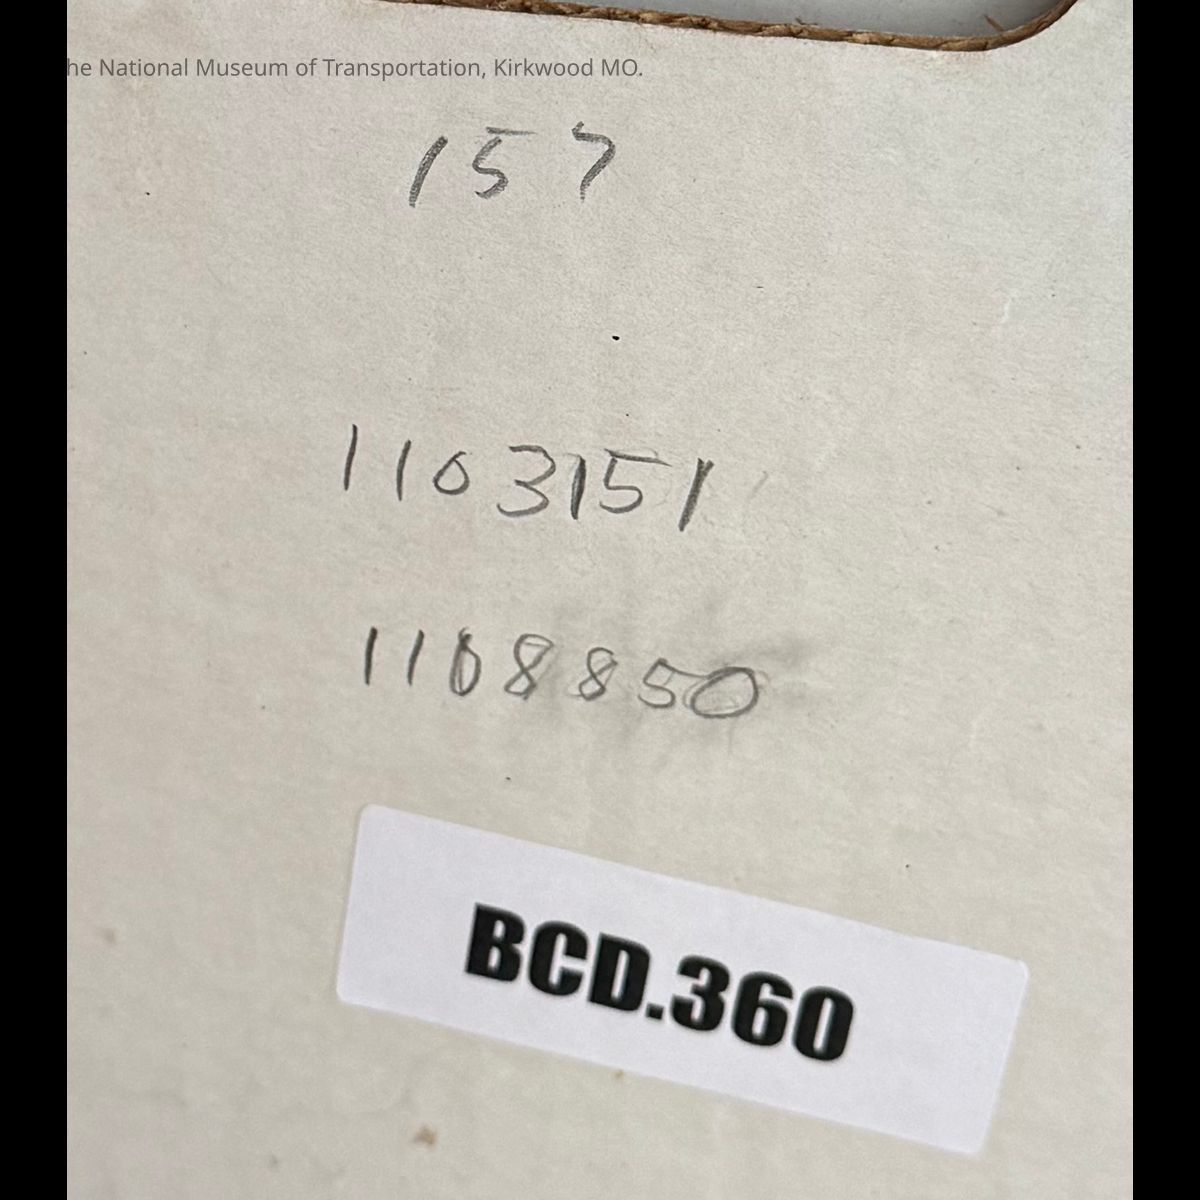 he National Museum of Transportation, Kirkwood MO.
157
1103151
1108850
BCD.360